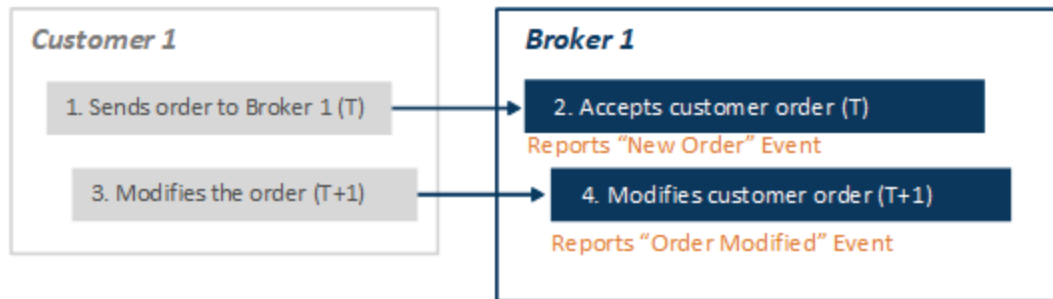 Customer 1
1. Sends order to Broker 1 (T)
3. Modifies the order (T+1)
Broker 1
2. Accepts customer order (T)
Reports “New Order” Event
4. Modifies customer order (T+1)
Reports “Order Modified” Event